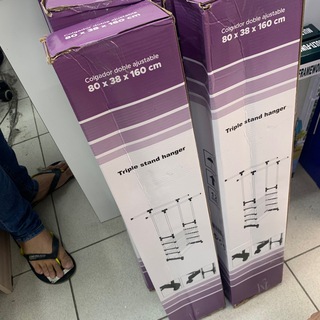 Colgador doble ajustable
80 x 38 x 160 cm
Triple stand hanger
Colgador doble ajustable
80 x 38 x 160 cm
Triple stand hanger